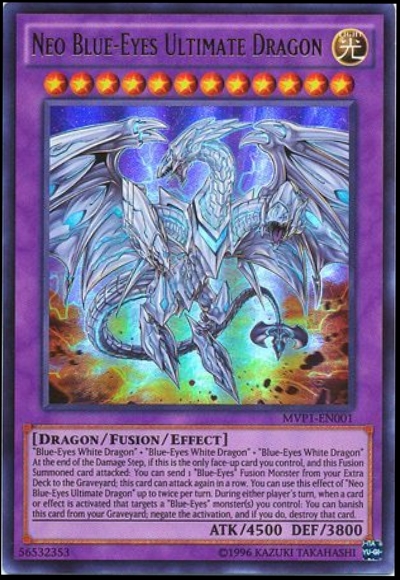 NEO BLUE-EYES ULTIMATE DRAGON
LIGHT
光
MVP1-EN001
[DRAGON/FUSION/EFFECT]
"Blue-Eyes White Dragon" + "Blue-Eyes White Dragon" + "Blue-Eyes White Dragon"
At the end of the Damage Step, if this is the only face-up card you control, and this Fusion
Summoned card attacked: You can send 1 "Blue-Eyes" Fusion Monster from your Extra
Deck to the Graveyard; this card can attack again in a row. You can use this effect of "Neo
Blue-Eyes Ultimate Dragon" up to twice per turn. During either player's turn, when a card
or effect is activated that targets a "Blue-Eyes" monster(s) you control: You can banish
this card from your Graveyard; negate the activation, and if you do, destroy that card.
ATK/4500 DEF/3800
56532353
©1996 KAZUKI TAKAHASHI